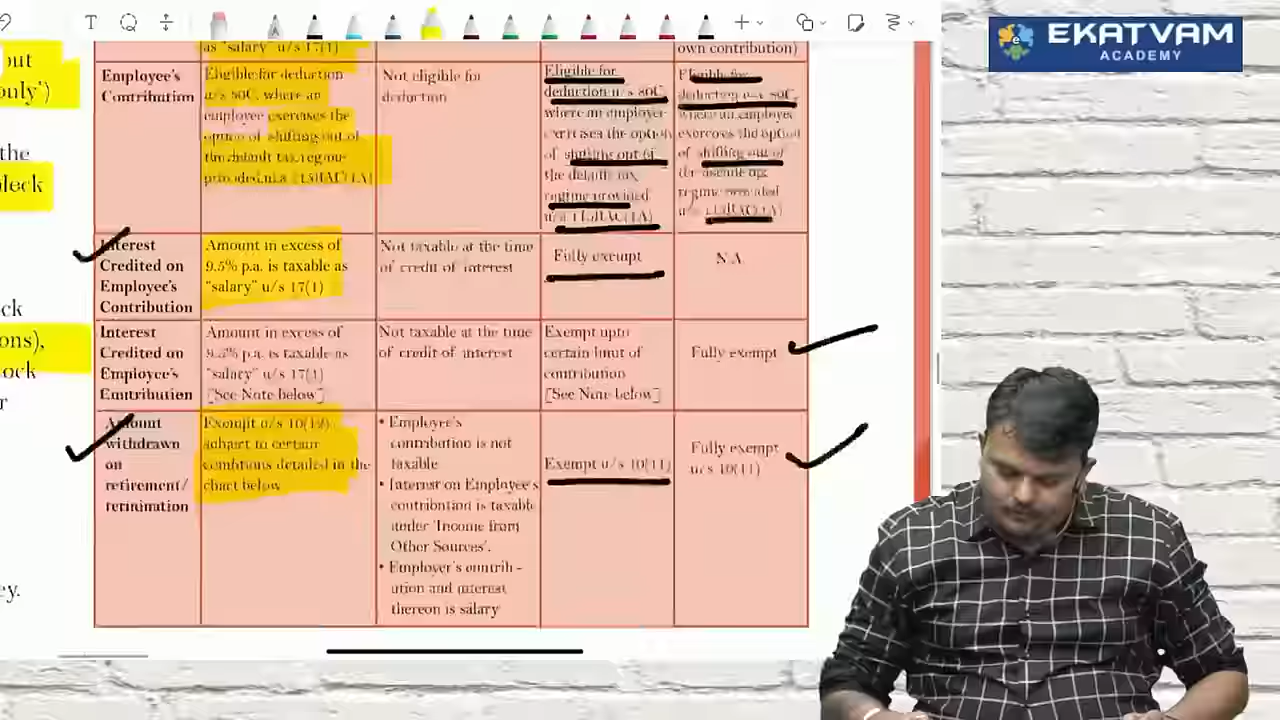 T
EKATVAM
ACADEMY
out
only')
the
ock
ons),
ock
r
ey.
as "salary" u/s 17(1)
own contribution)
Employee's
Contribution
Eligible for deduction
u/s 80C, where an
employee exercises the
option of shifting out of
the default tax regime
Not eligible for
deduction
Eligible for
deduction u/s 80C,
where an employee
exercises the option
of shifting out of
the default tax
regime provided
u/s 115BAC(1A)
Eligible for
deduction u/s 80C,
where an employee
exercises the option
of shifting out of
u/s 115BAC(1A)
Interest
Credited on
Employee's
Contribution
Amount in excess of
9.5% p.a. is taxable as
"salary" u/s 17(1)
Not taxable at the time
of credit of interest
Fully exempt
N.A.
Interest
Credited on
Employee's
Contribution
Amount in excess of
9.5% p.a. is taxable as
"salary" u/s 17(1)
[See Note below]
Not taxable at the time
of credit of interest
Exempt upto
certain limit of
contribution
[See Note below]
Fully exempt
Amount
withdrawn
on
retirement/
termination
Exempt u/s 10(12)
subject to certain
conditions detailed in the
chart below
• Employee's
contribution is not
taxable
• Interest on Employee's
contribution is taxable
under 'Income from
Other Sources'.
• Employer's contrib-
ution and interest
thereon is salary
Exempt u/s 10(11)
Fully exempt
u/s 10(11)